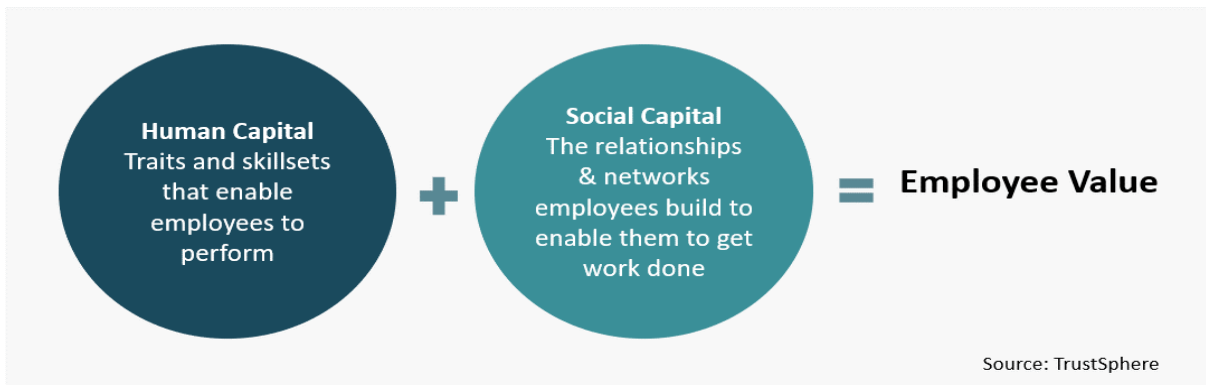 Human Capital
Traits and skillsets
that enable
employees to
perform
+
Social Capital
The relationships
& networks
employees build to
enable them to get
work done
=
Employee Value
Source: TrustSphere